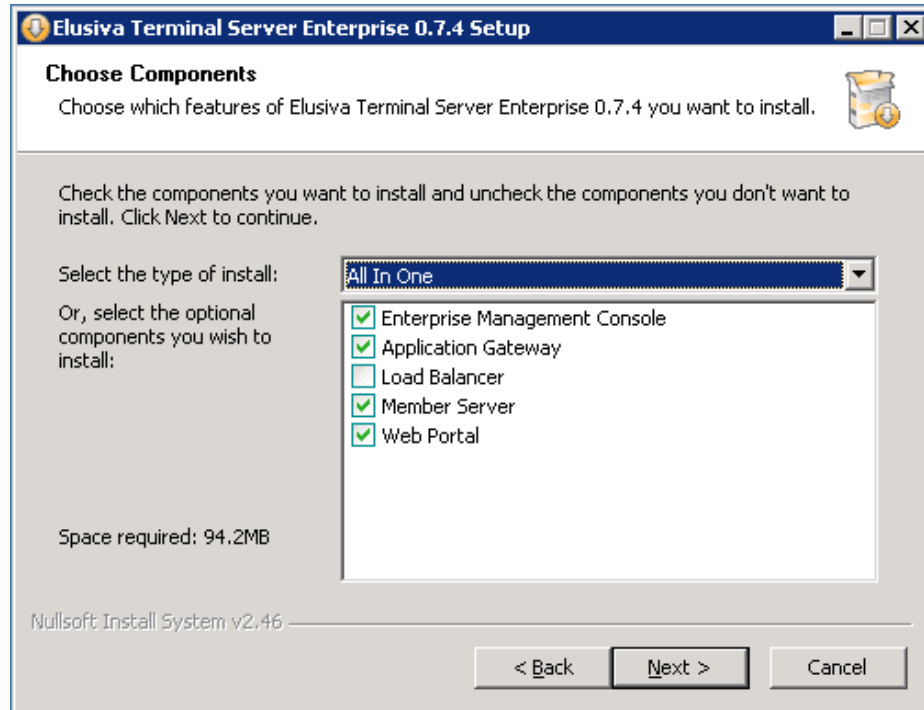 Elusiva Terminal Server Enterprise 0.7.4 Setup
Choose Components
Choose which features of Elusiva Terminal Server Enterprise 0.7.4 you want to install.
Check the components you want to install and uncheck the components you don't want to
install. Click Next to continue.
Select the type of install:
All In One
Or, select the optional
components you wish to
install:
Enterprise Management Console
Application Gateway
Load Balancer
Member Server
Web Portal
Space required: 94.2MB
Nullsoft Install System v2.46
< Back
Next >
Cancel